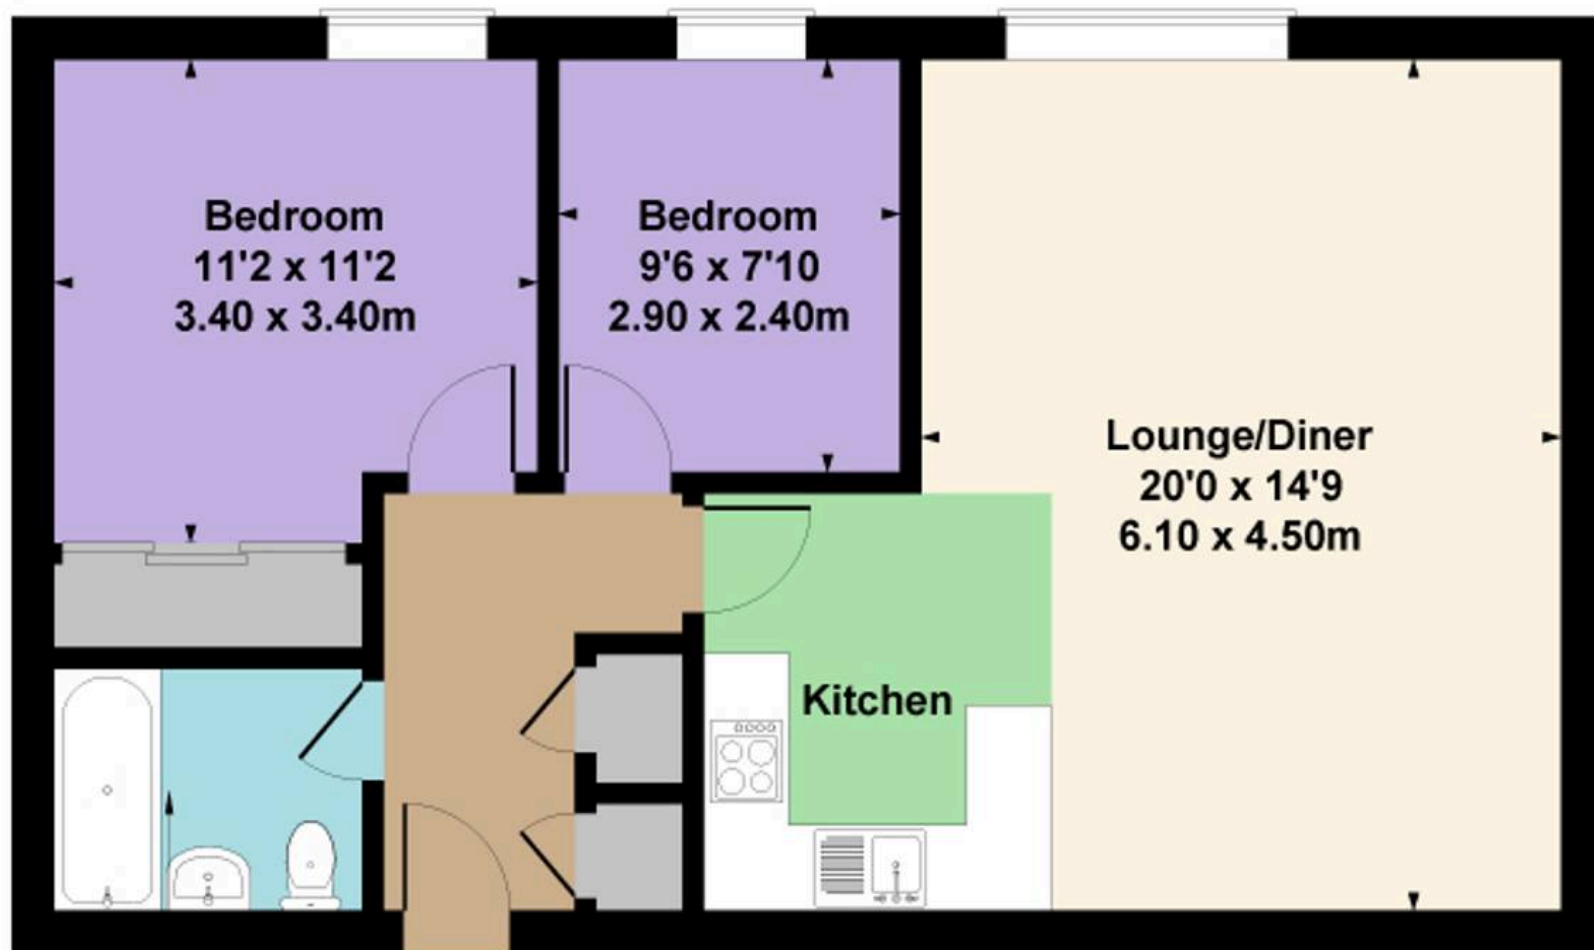 Bedroom
11'2 x 11'2
3.40 x 3.40m
Bedroom
9'6 x 7'10
2.90 x 2.40m
Lounge/Diner
20'0 x 14'9
6.10 x 4.50m
Kitchen